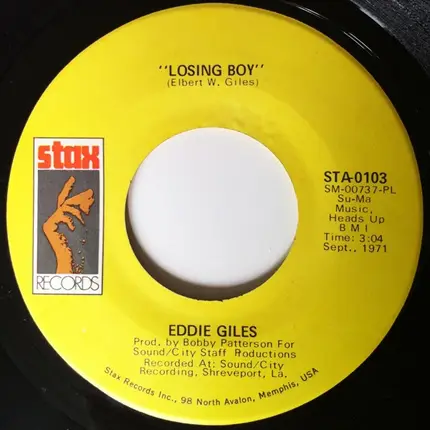 "LOSING BOY"
(Elbert W. Giles)
stax
RECORDS
STA-0103
SM-00737-PL
Su-Ma
Music,
Heads Up
B M I
Time: 3:04
Sept., 1971
EDDIE GILES
Prod. by Bobby Patterson For
Sound/City Staff Roductions
Recorded At: Sound/City
Recording, Shreveport, La.
Stax Records Inc., 98 North Avalon, Memphis, USA